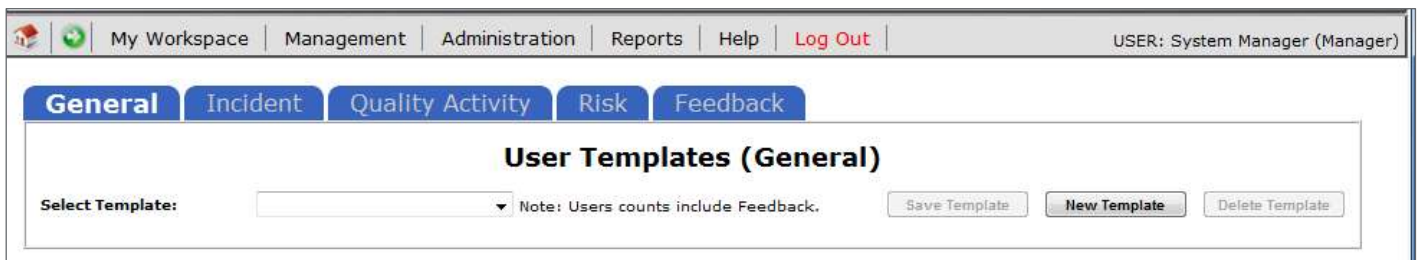 My Workspace Management Administration Reports Help Log Out USER: System Manager (Manager)
General Incident Quality Activity Risk Feedback
User Templates (General)
Select Template: Note: Users counts include Feedback. Save Template New Template Delete Template